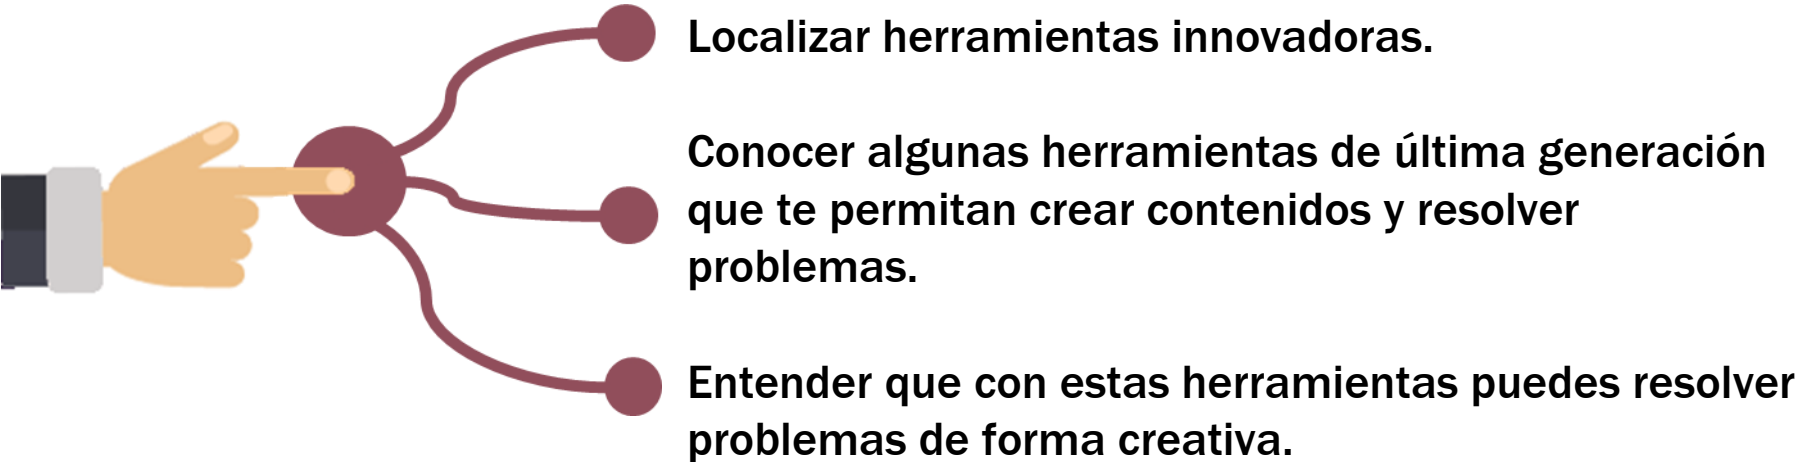 Localizar herramientas innovadoras.
Conocer algunas herramientas de última generación
que te permitan crear contenidos y resolver
problemas.
Entender que con estas herramientas puedes resolver
problemas de forma creativa.